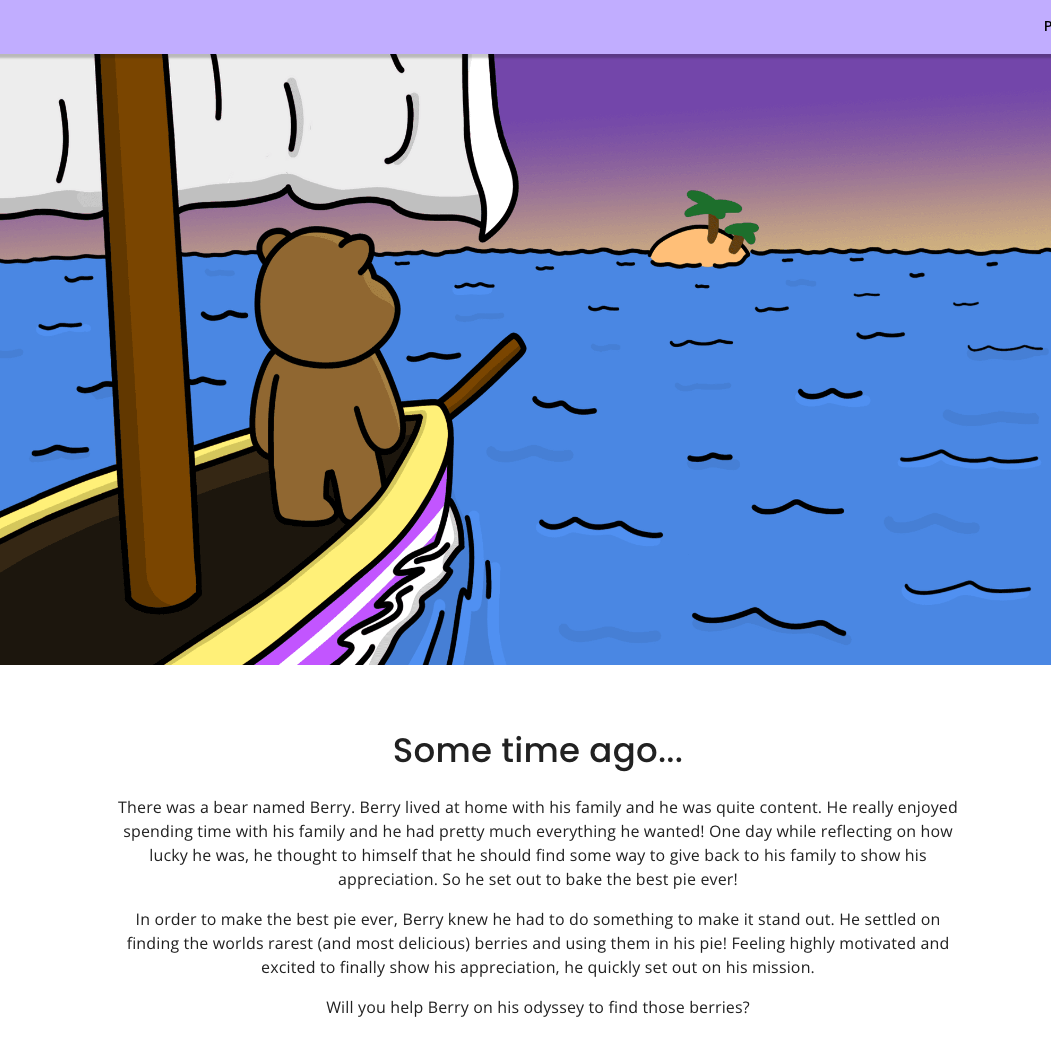 P
Some time ago...
There was a bear named Berry. Berry lived at home with his family and he was quite content. He really enjoyed
spending time with his family and he had pretty much everything he wanted! One day while reflecting on how
lucky he was, he thought to himself that he should find some way to give back to his family to show his
appreciation. So he set out to bake the best pie ever!
In order to make the best pie ever, Berry knew he had to do something to make it stand out. He settled on
finding the worlds rarest (and most delicious) berries and using them in his pie! Feeling highly motivated and
excited to finally show his appreciation, he quickly set out on his mission.
Will you help Berry on his odyssey to find those berries?